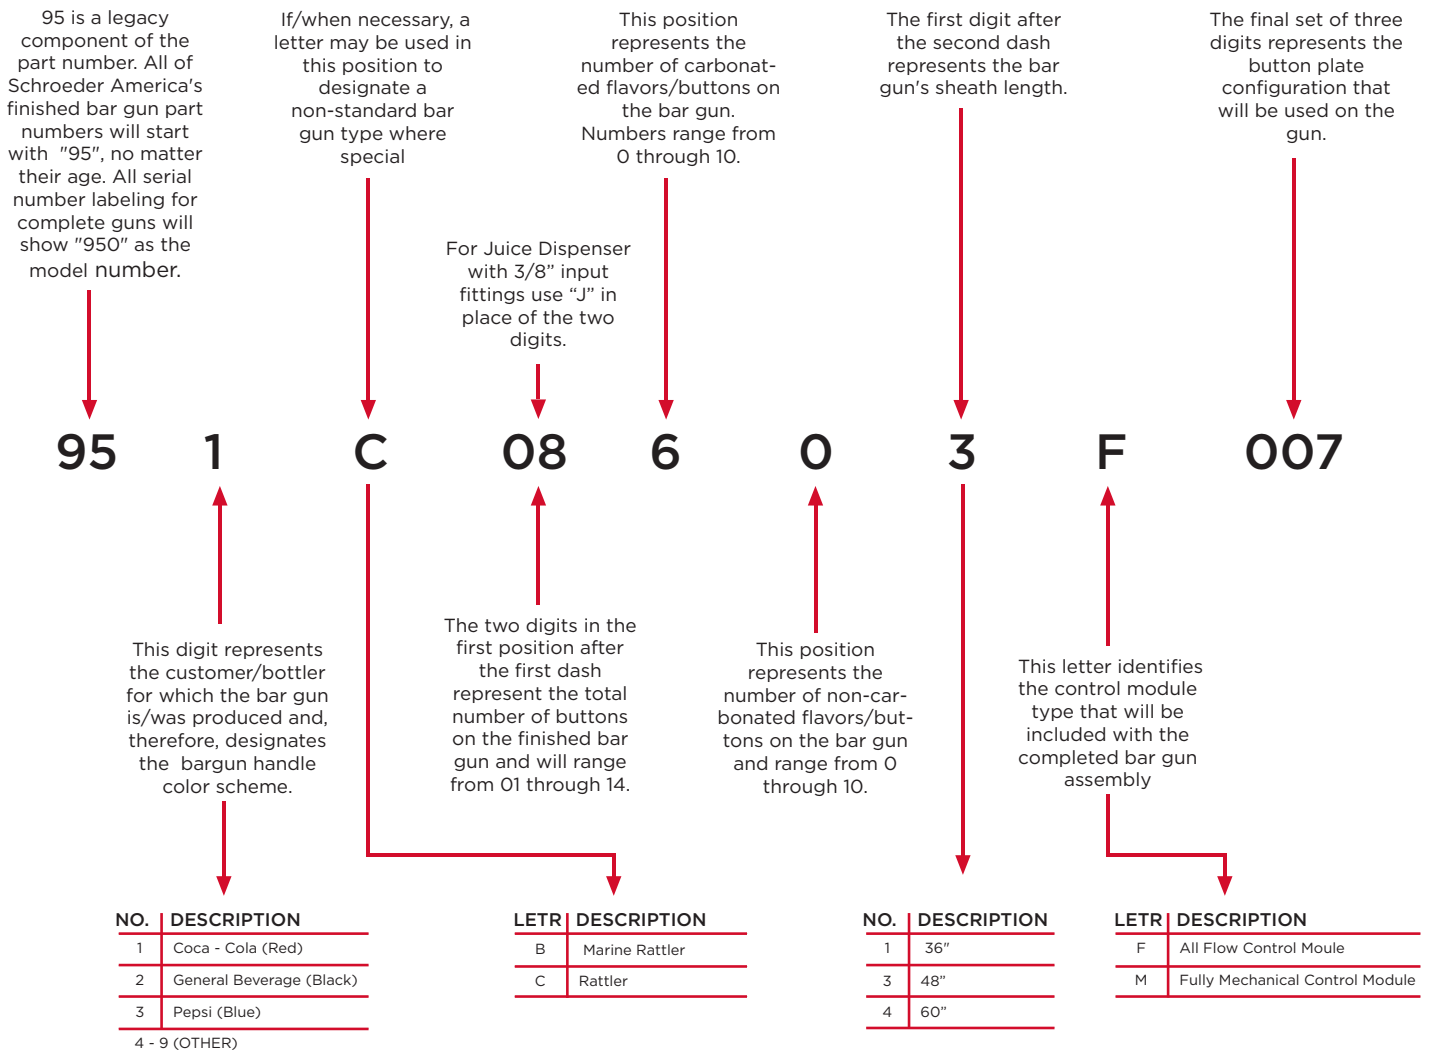 95 is a legacy
component of the
part number. All of
Schroeder America's
finished bar gun part
numbers will start
with "95", no matter
their age. All serial
number labeling for
complete guns will
show "950" as the
model number.
If/when necessary, a
letter may be used in
this position to
designate a
non-standard bar
gun type where
special
This position
represents the
number of carbonat-
ed flavors/buttons on
the bar gun.
Numbers range from
0 through 10.
The first digit after
the second dash
represents the bar
gun's sheath length.
The final set of three
digits represents the
button plate
configuration that
will be used on the
gun.
For Juice Dispenser
with 3/8” input
fittings use “J” in
place of the two
digits.
95 1 C 08 6 0 3 F 007
This digit represents
the customer/bottler
for which the bar gun
is/was produced and,
therefore, designates
the bargun handle
color scheme.
The two digits in the
first position after
the first dash
represent the total
number of buttons
on the finished bar
gun and will range
from 01 through 14.
This position
represents the
number of non-car-
bonated flavors/but-
tons on the bar gun
and range from 0
through 10.
This letter identifies
the control module
type that will be
included with the
completed bar gun
assembly
NO. DESCRIPTION
1 Coca - Cola (Red)
2 General Beverage (Black)
3 Pepsi (Blue)
4 - 9 (OTHER)
LETR DESCRIPTION
B Marine Rattler
C Rattler
NO. DESCRIPTION
1 36"
3 48”
4 60”
LETR DESCRIPTION
F All Flow Control Moule
M Fully Mechanical Control Module